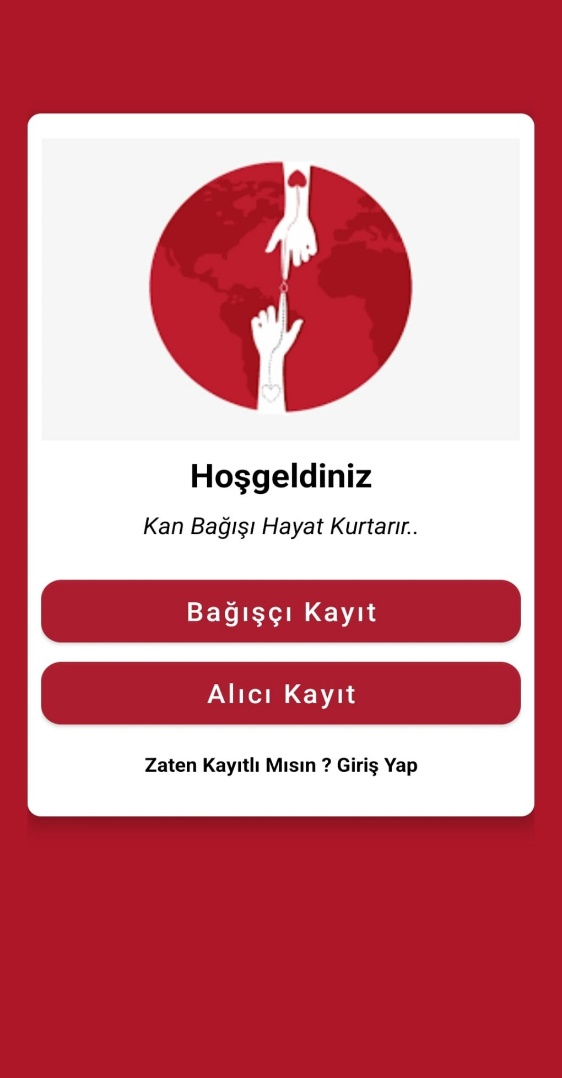 Hoşgeldiniz
Kan Bağışı Hayat Kurtarır..
Bağışçı Kayıt
Alıcı Kayıt
Zaten Kayıtlı Mısın ? Giriş Yap